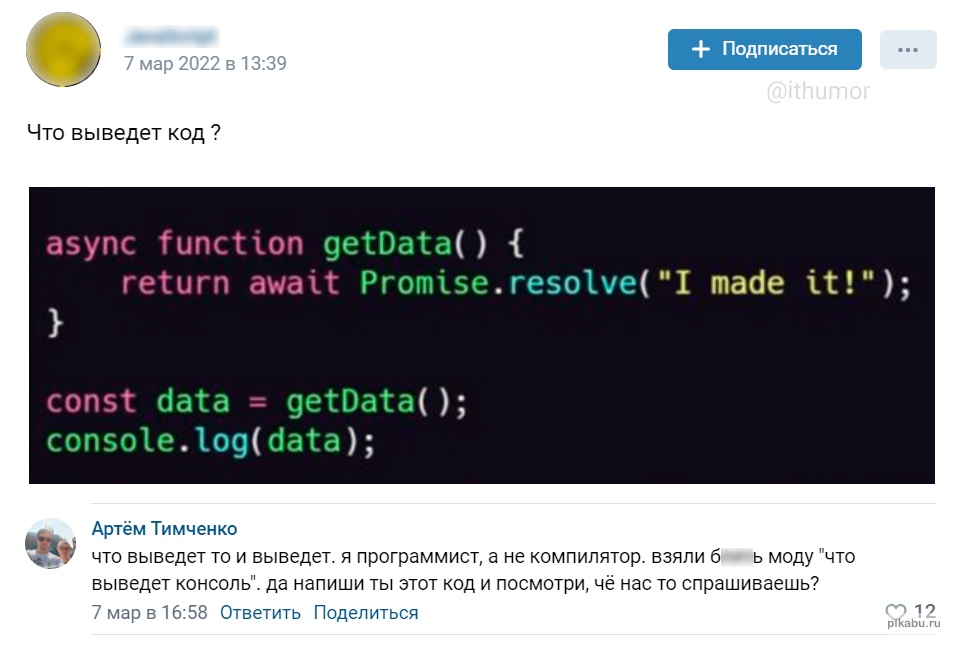 7 мар 2022 в 13:39
+ Подписаться
@ithumor
Что выведет код ?
async function getData() {
    return await Promise.resolve("I made it!");
}
const data = getData();
console.log(data);
Артём Тимченко
что выведет то и выведет. я программист, а не компилятор. взяли б ь моду "что
выведет консоль". да напиши ты этот код и посмотри, чё нас то спрашиваешь?
7 мар в 16:58 Ответить Поделиться
12
pikabu.ru